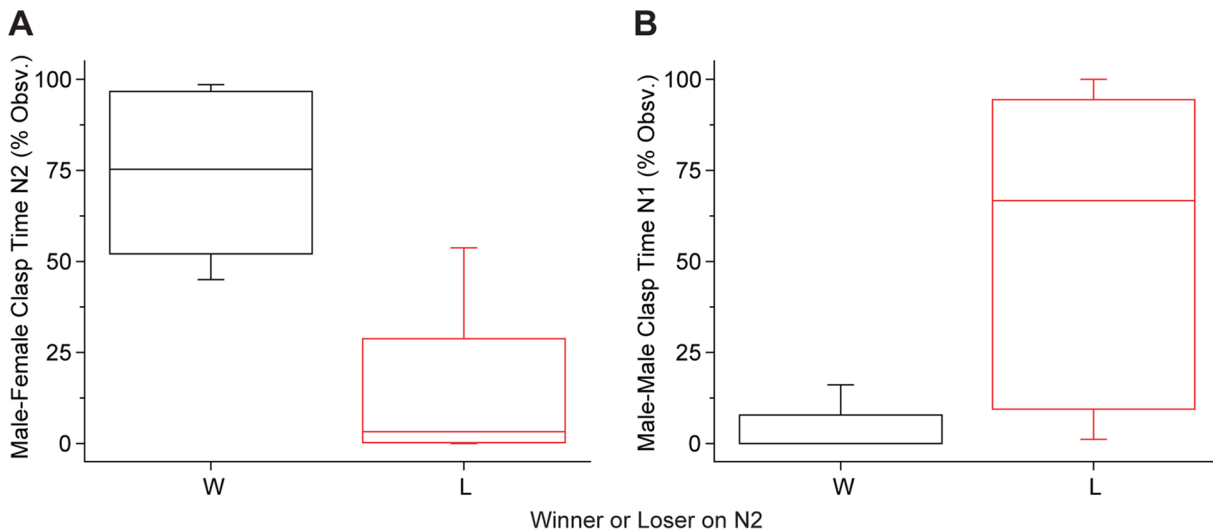 A
B
Male-Female Clasp Time N2 (% Obsv.)
100
75
50
25
0
W
L
Male-Male Clasp Time N1 (% Obsv.)
100
75
50
25
0
W
L
Winner or Loser on N2